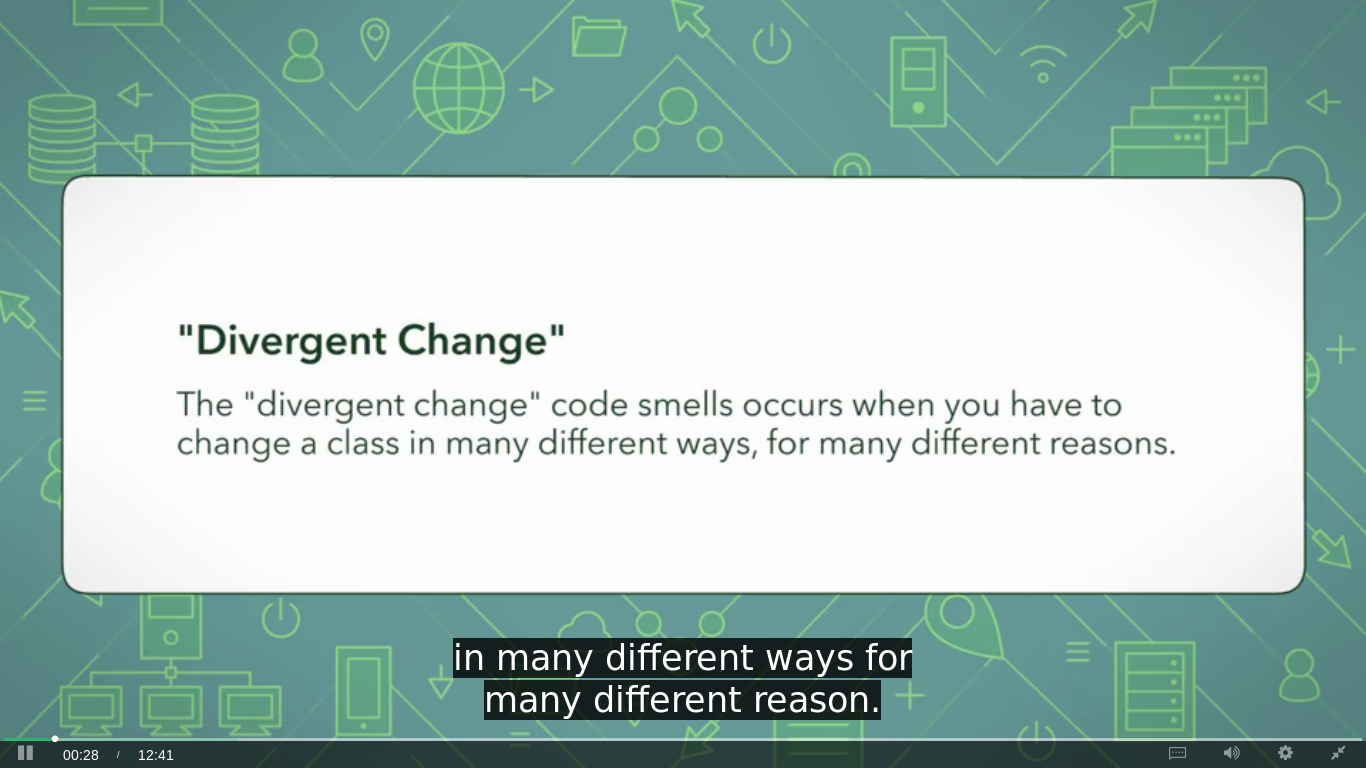 "Divergent Change"
The "divergent change" code smells occurs when you have to
change a class in many different ways, for many different reasons.
in many different ways for
many different reason.
00:28 / 12:41